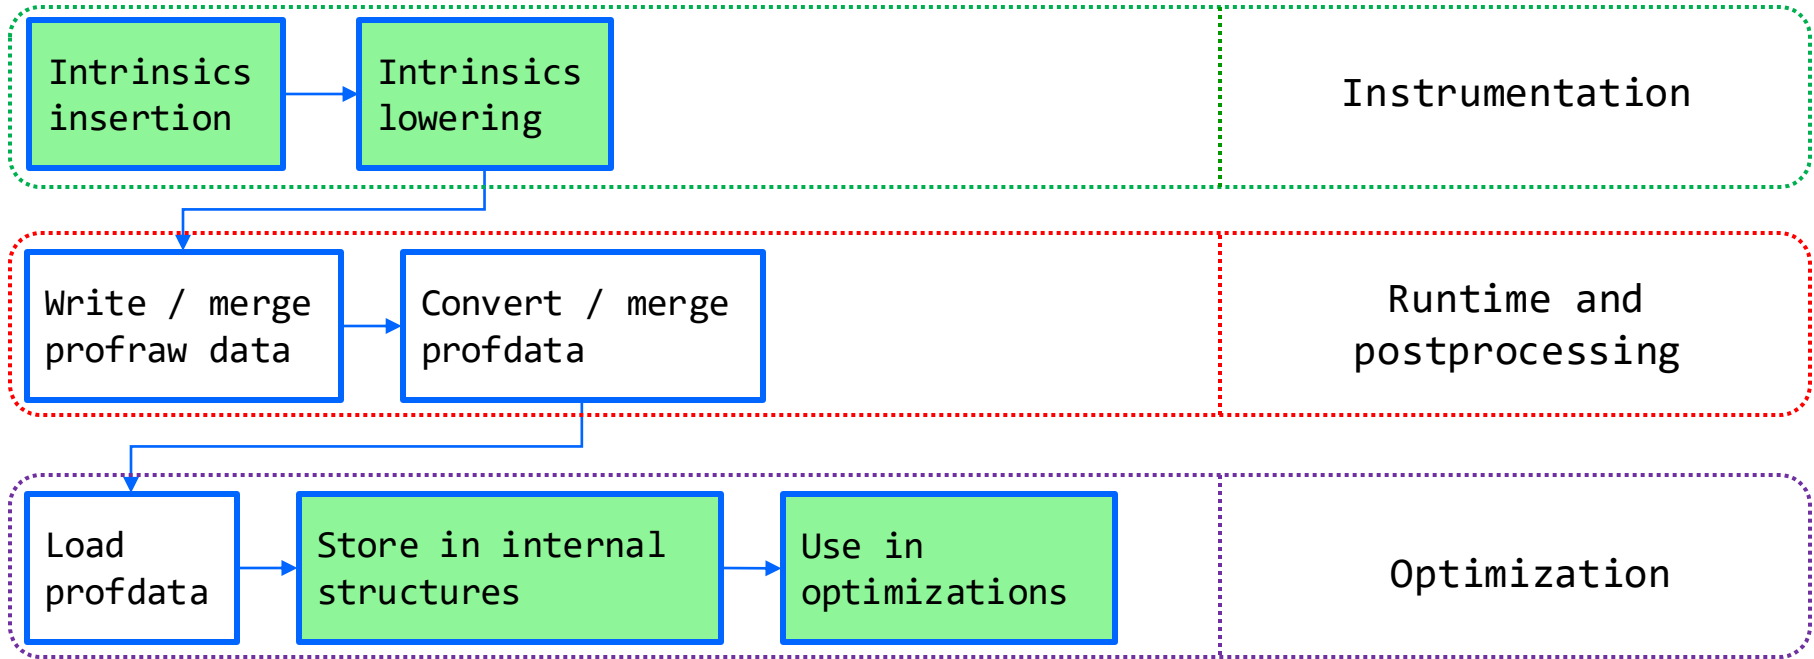 Intrinsics
insertion
Intrinsics
lowering
Instrumentation
Write / merge
profraw data
Convert / merge
profdata
Runtime and
postprocessing
Load
profdata
Store in internal
structures
Use in
optimizations
Optimization